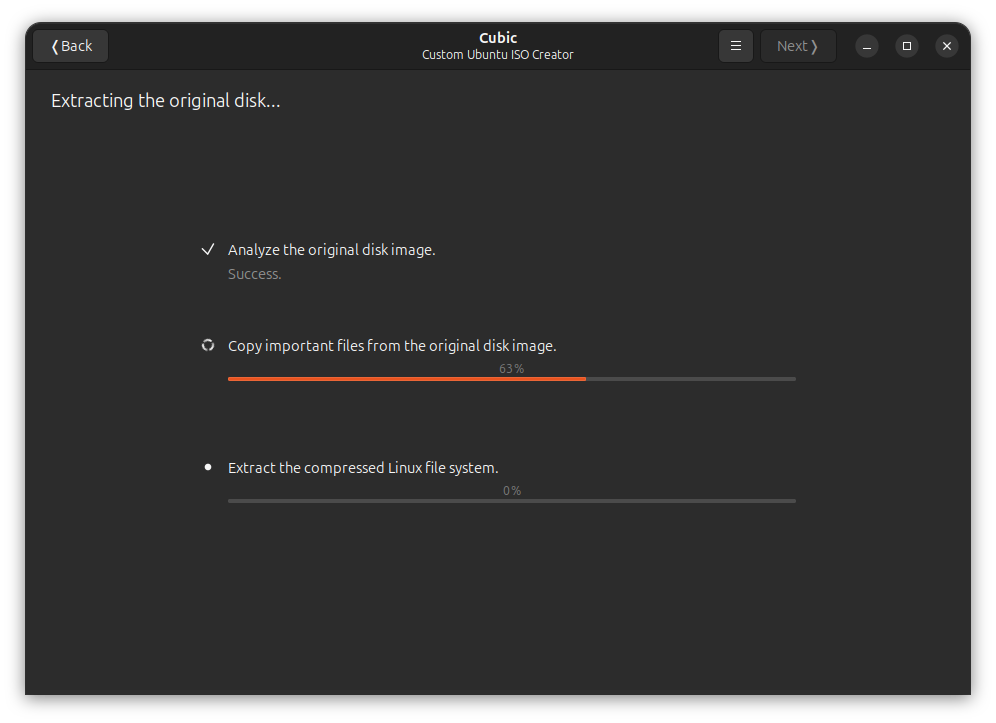 ❬Back
Cubic
Custom Ubuntu ISO Creator
Next❭
Extracting the original disk...
Analyze the original disk image.
Success.
Copy important files from the original disk image.
63%
Extract the compressed Linux file system.
0%